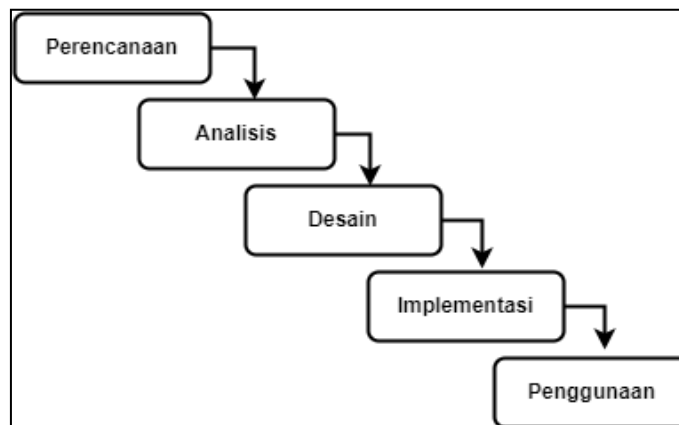 Perencanaan
Analisis
Desain
Implementasi
Penggunaan